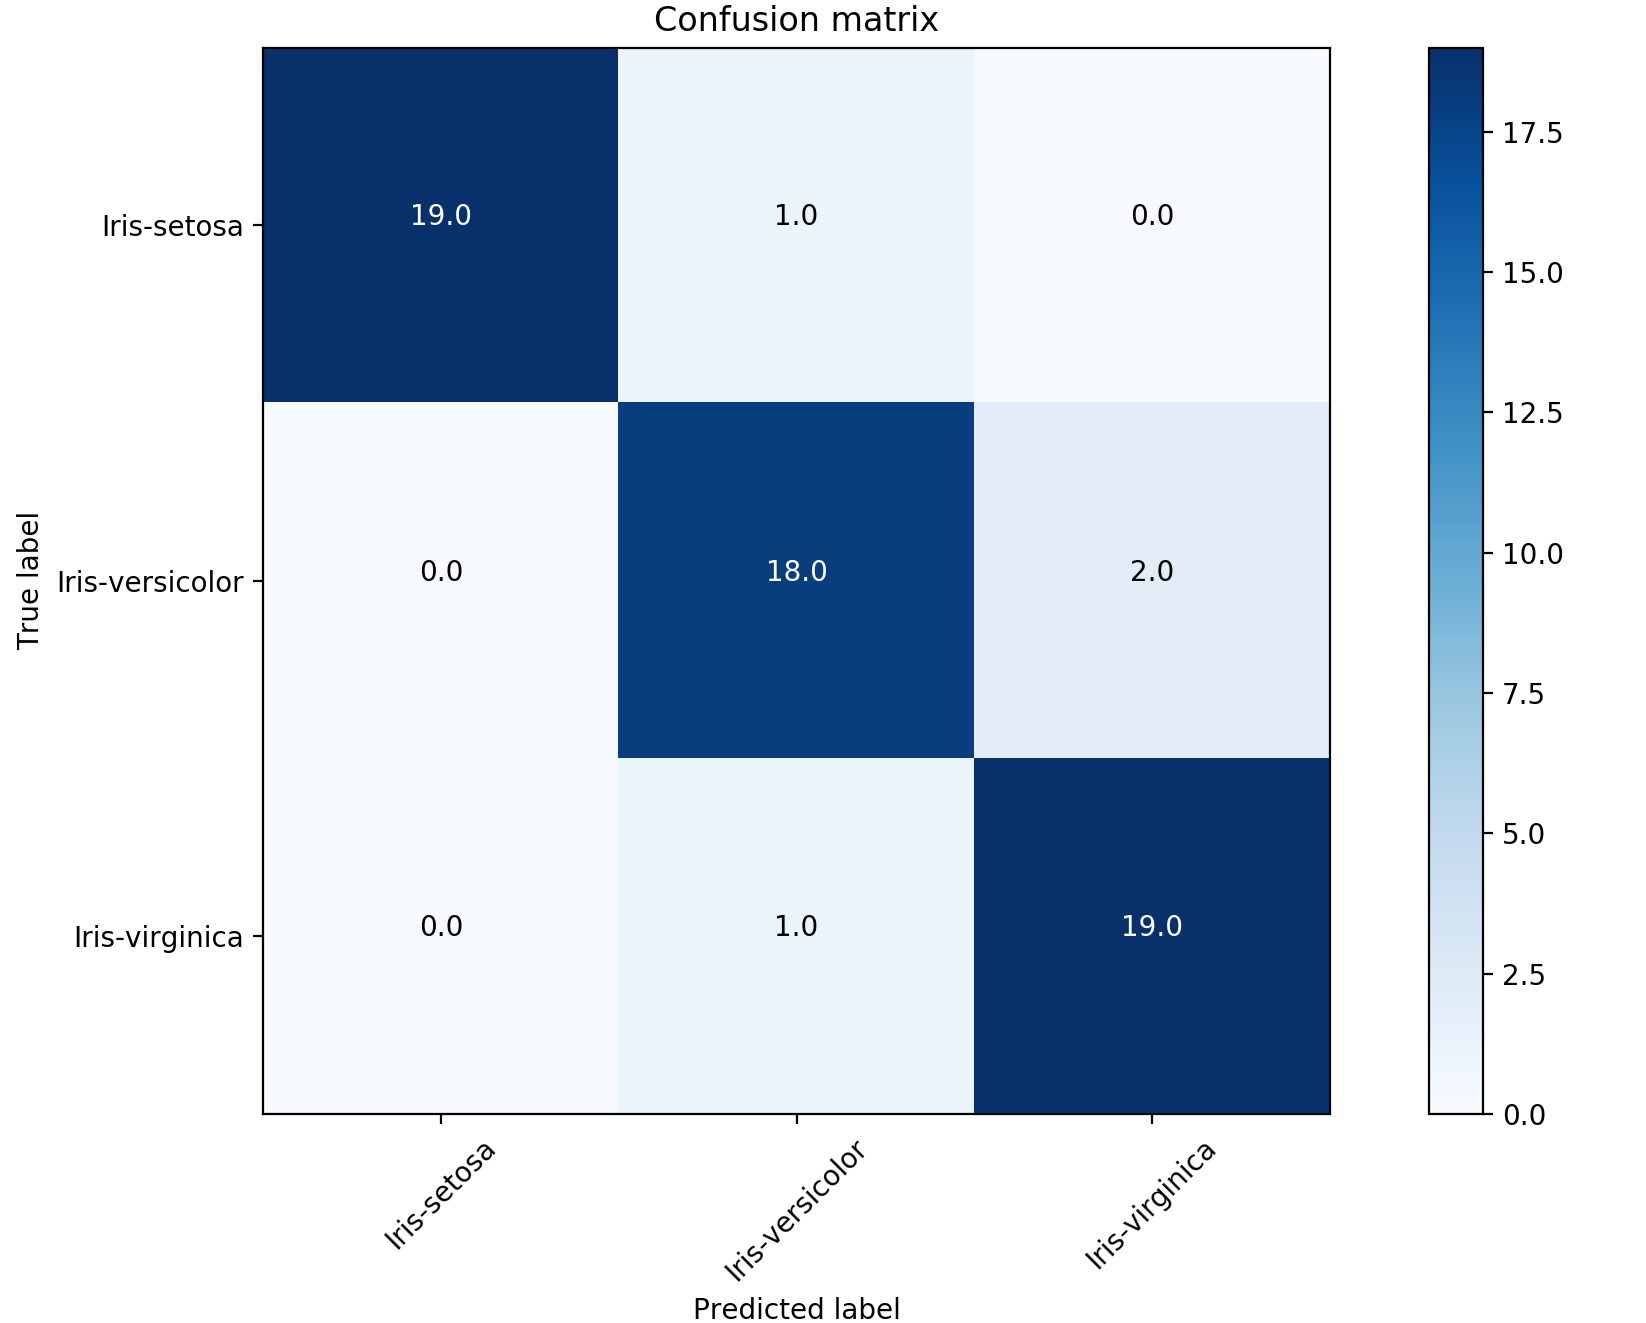 Confusion matrix
Iris-setosa
19.0
1.0
0.0
Iris-versicolor
0.0
18.0
2.0
Iris-virginica
0.0
1.0
19.0
True label
Iris-setosa
Iris-versicolor
Iris-virginica
Predicted label
17.5
15.0
12.5
10.0
7.5
5.0
2.5
0.0